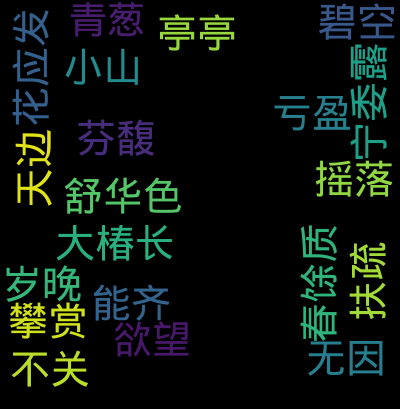 青葱
亭亭
碧空
花应发
小山
宁委露
亏盈
芬馥
天边
摇落
舒华色
大椿长
春馀质
扶疏
岁晚
能齐
攀赏
欲望
无因
不关